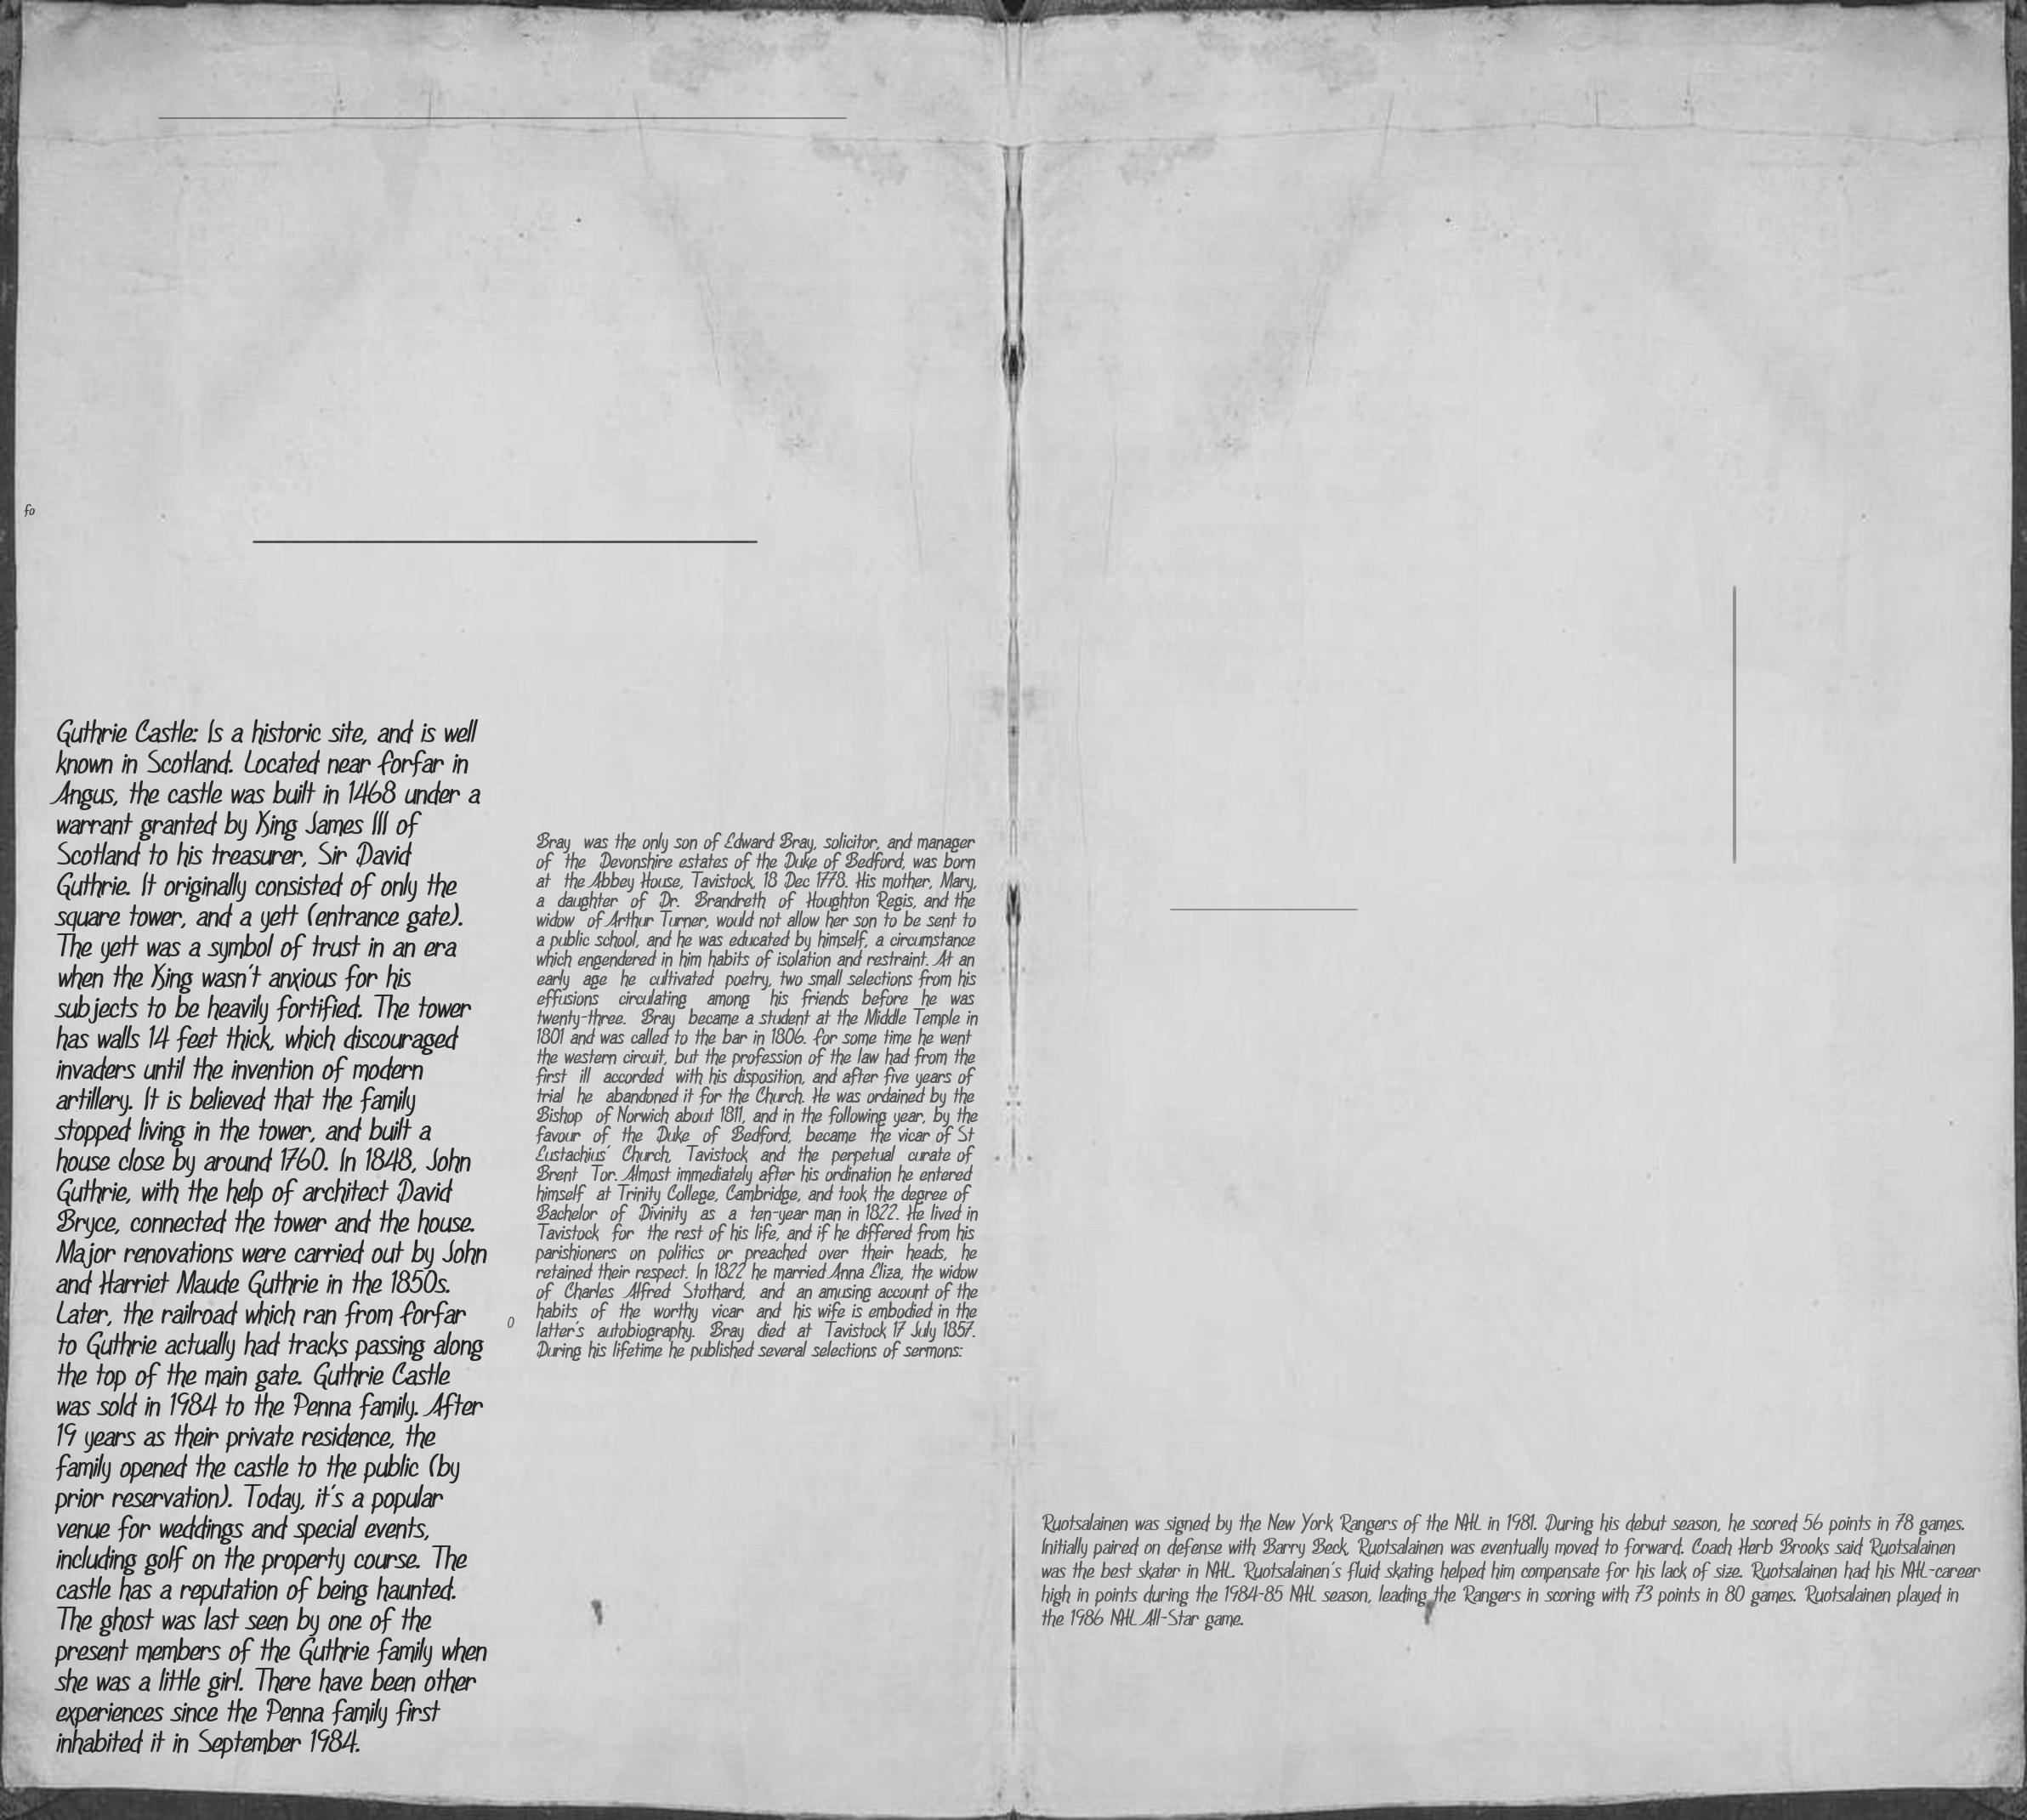 fo
Guthrie Castle: Is a historic site, and is well
known in Scotland. Located near Forfar in
Angus, the castle was built in 1468 under a
warrant granted by King James III of
Scotland to his treasurer, Sir David
Guthrie. It originally consisted of only the
square tower, and a yett (entrance gate).
The yett was a symbol of trust in an era
when the King wasn't anxious for his
subjects to be heavily fortified. The tower
has walls 14 feet thick, which discouraged
invaders until the invention of modern
artillery. It is believed that the family
stopped living in the tower, and built a
house close by around 1760. In 1848, John
Guthrie, with the help of architect David
Bryce, connected the tower and the house.
Major renovations were carried out by John
and Harriet Maude Guthrie in the 1850s.
Later, the railroad which ran from Forfar
to Guthrie actually had tracks passing along
the top of the main gate. Guthrie Castle
was sold in 1984 to the Penna family. After
19 years as their private residence, the
family opened the castle to the public (by
prior reservation). Today, it's a popular
venue for weddings and special events,
including golf on the property course. The
castle has a reputation of being haunted.
The ghost was last seen by one of the
present members of the Guthrie family when
she was a little girl. There have been other
experiences since the Penna family first
inhabited it in September 1984.
0
Bray was the only son of Edward Bray, solicitor, and manager
of the Devonshire estates of the Duke of Bedford, was born
at the Abbey House, Tavistock, 18 Dec 1778. His mother, Mary,
a daughter of Dr. Brandreth of Houghton Regis, and the
widow of Arthur Turner, would not allow her son to be sent to
a public school, and he was educated by himself, a circumstance
which engendered in him habits of isolation and restraint. At an
early age he cultivated poetry, two small selections from his
effusions circulating among his friends before he was
twenty-three. Bray became a student at the Middle Temple in
1801 and was called to the bar in 1806. For some time he went
the western circuit, but the profession of the law had from the
first ill accorded with his disposition, and after five years of
trial he abandoned it for the Church. He was ordained by the
Bishop of Norwich about 1811, and in the following year, by the
favour of the Duke of Bedford, became the vicar of St
Eustachius' Church, Tavistock and the perpetual curate of
Brent Tor. Almost immediately after his ordination he entered
himself at Trinity College, Cambridge, and took the degree of
Bachelor of Divinity as a ten-year man in 1822. He lived in
Tavistock for the rest of his life, and if he differed from his
parishioners on politics or preached over their heads, he
retained their respect. In 1822 he married Anna Eliza, the widow
of Charles Alfred Stothard, and an amusing account of the
habits of the worthy vicar and his wife is embodied in the
latter's autobiography. Bray died at Tavistock 17 July 1857.
During his lifetime he published several selections of sermons:
Ruotsalainen was signed by the New York Rangers of the NHL in 1981. During his debut season, he scored 56 points in 78 games.
Initially paired on defense with Barry Beck, Ruotsalainen was eventually moved to forward. Coach Herb Brooks said Ruotsalainen
was the best skater in NHL. Ruotsalainen's fluid skating helped him compensate for his lack of size. Ruotsalainen had his NHL-career
high in points during the 1984-85 NHL season, leading the Rangers in scoring with 73 points in 80 games. Ruotsalainen played in
the 1986 NHL All-Star game.